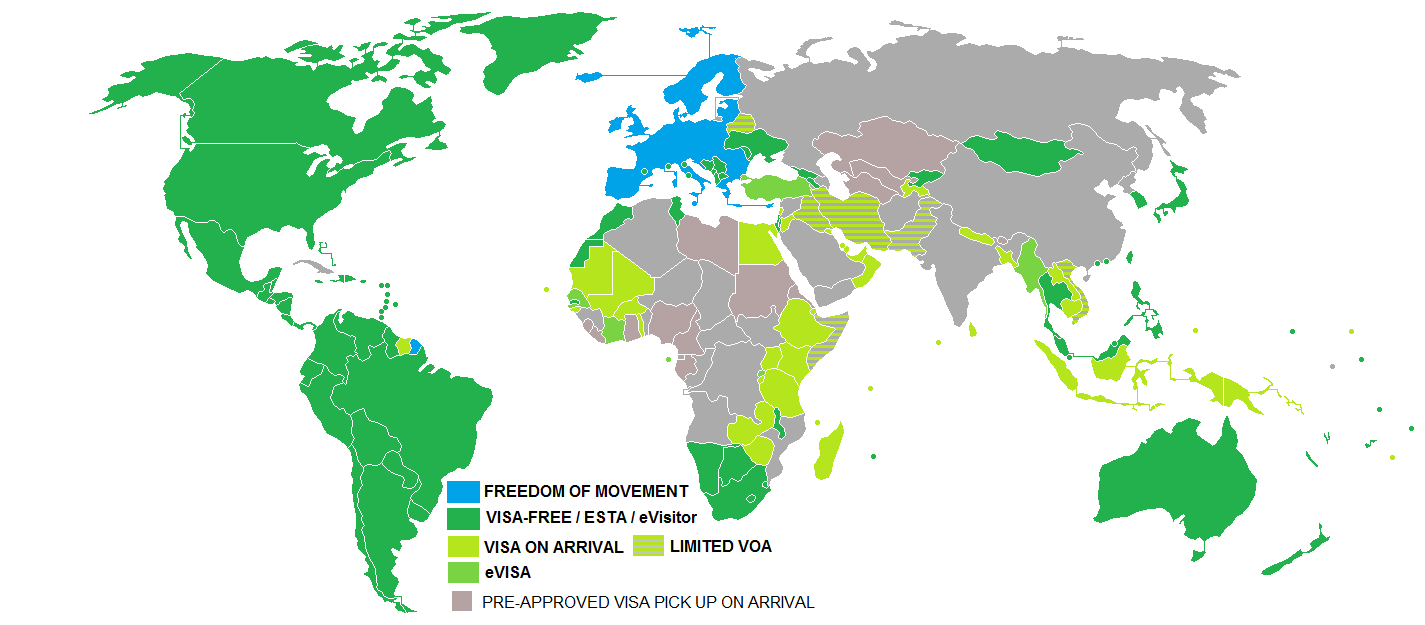 FREEDOM OF MOVEMENT
VISA-FREE / ESTA / eVisitor
VISA ON ARRIVAL LIMITED VOA
eVISA
PRE-APPROVED VISA PICK UP ON ARRIVAL